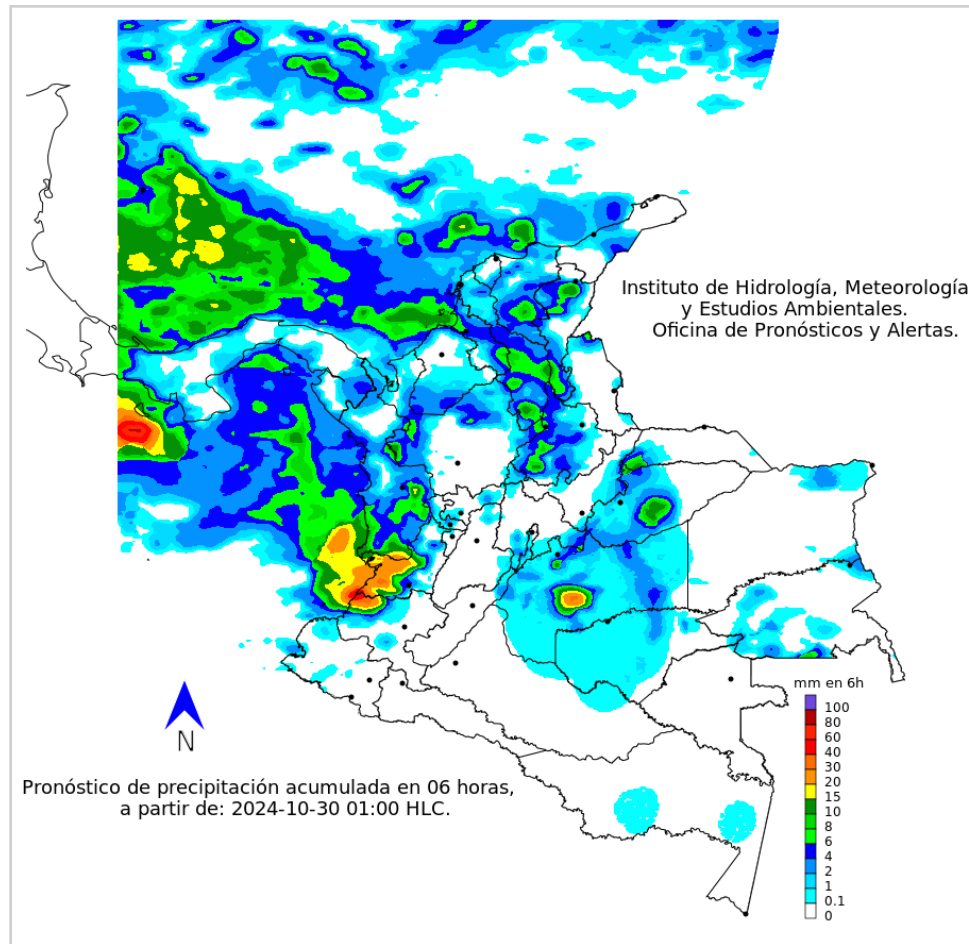 Instituto de Hidrología, Meteorología
y Estudios Ambientales.
Oficina de Pronósticos y Alertas.
N
Pronóstico de precipitación acumulada en 06 horas,
a partir de: 2024-10-30 01:00 HLC.
mm en 6h
100
80
60
40
30
20
15
10
8
6
4
2
1
0.1
0